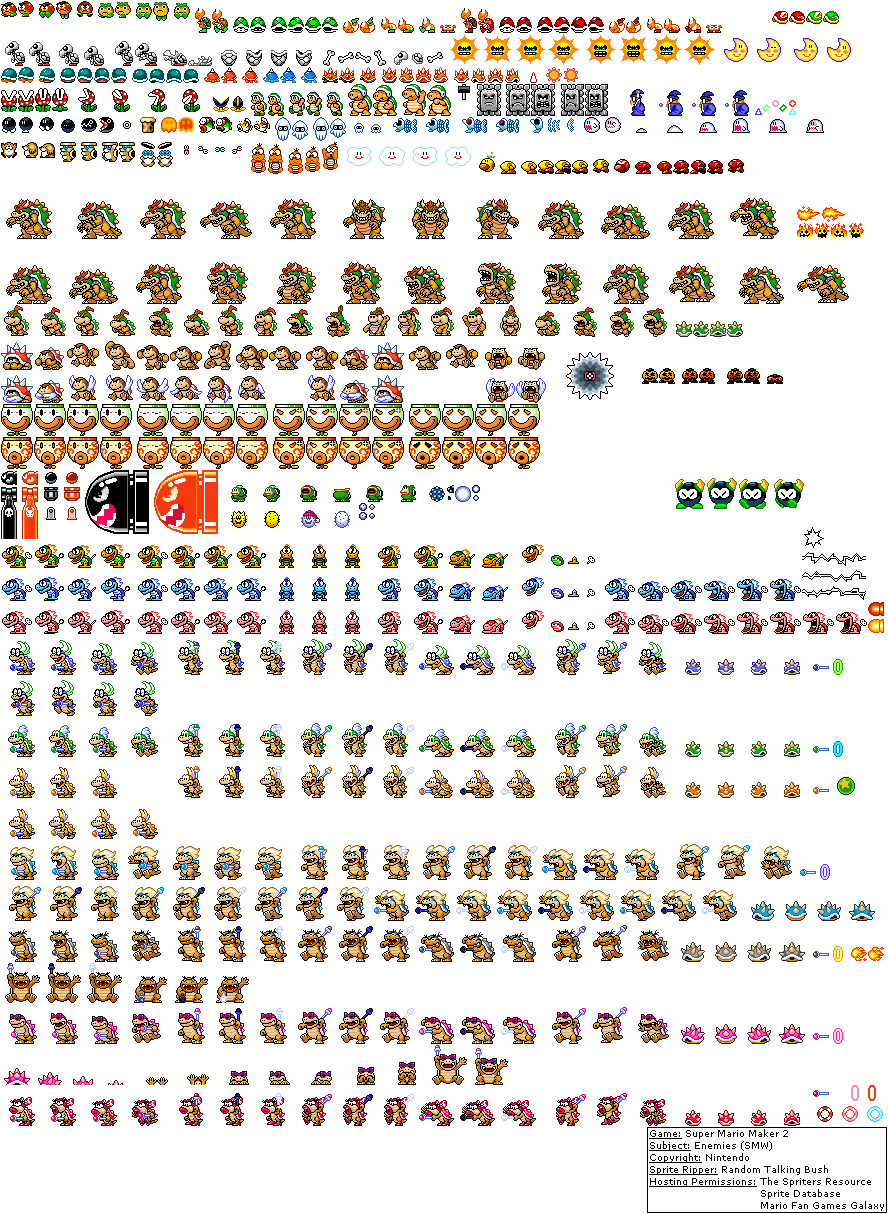 Game: Super Mario Maker 2
Subject: Enemies (SMW)
Copyright: Nintendo
Sprite Ripper: Random Talking Bush
Hosting Permissions: The Spriters Resource
Sprite Database
Mario Fan Games Galaxy